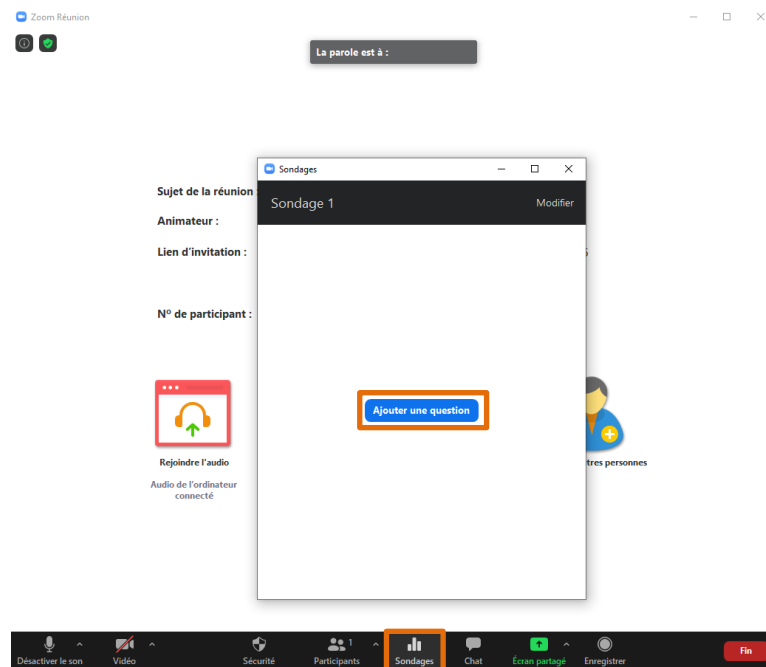 Zoom Réunion
La parole est à :
Sondages
Sujet de la réunion :
Sondage 1
Modifier
Animateur :
Lien d'invitation :
Nº de participant :
Ajouter une question
Rejoindre l'audio
tres personnes
Audio de l'ordinateur
connecté
Désactiver le son
Vidéo
Sécurité
1
Participants
Sondages
Chat
Écran partagé
Enregistrer
Fin